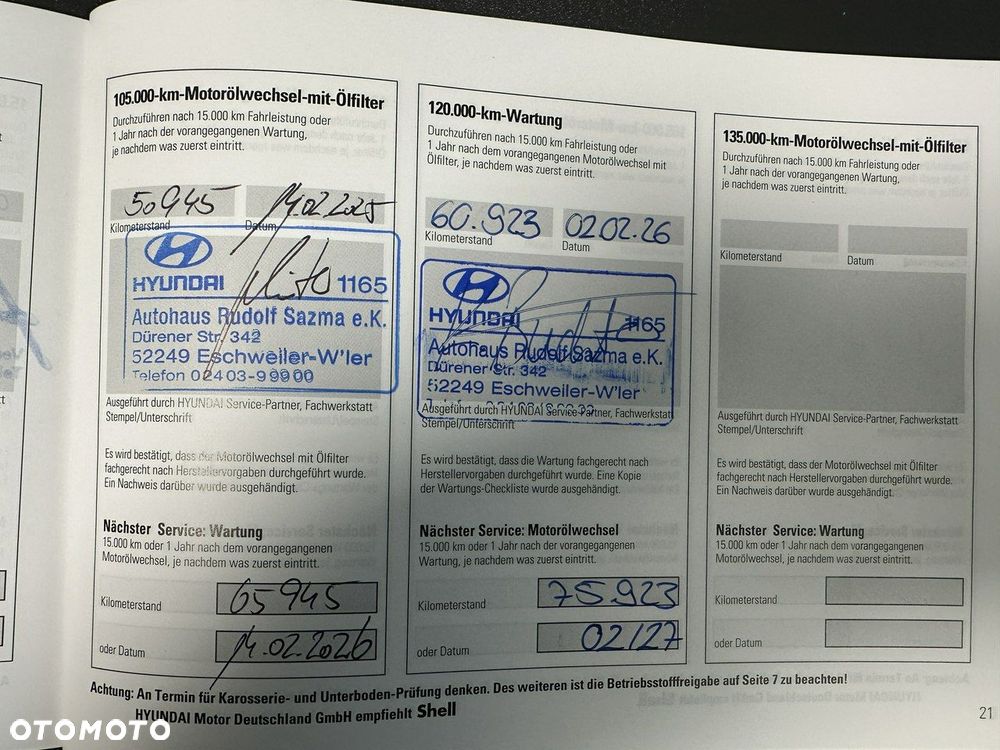 105.000-km-Motorölwechsel-mit-Ölfilter
Durchzuführen nach 15.000 km Fahrleistung oder
1 Jahr nach der vorangegangenen Wartung,
je nachdem was zuerst eintritt.
50945 14.02.2025
Kilometerstand Datum
HYUNDAI 1165
Autohaus Rudolf Sazma e.K.
Dürener Str. 342
52249 Eschweiler-W'ler
Telefon 02403-99900
Ausgeführt durch HYUNDAI Service-Partner, Fachwerkstatt
Stempel/Unterschrift
Es wird bestätigt, dass der Motorölwechsel mit Ölfilter
fachgerecht nach Herstellervorgaben durchgeführt wurde.
Ein Nachweis darüber wurde ausgehändigt.
Nächster Service: Wartung
15.000 km oder 1 Jahr nach dem vorangegangenen
Motorölwechsel, je nachdem was zuerst eintritt.
Kilometerstand 65945
oder Datum 14.02.2026
120.000-km-Wartung
Durchzuführen nach 15.000 km Fahrleistung oder
1 Jahr nach dem vorangegangenen Motorölwechsel mit
Ölfilter, je nachdem was zuerst eintritt.
60.923 02.02.26
Kilometerstand Datum
HYUNDAI 1165
Autohaus Rudolf Sazma e.K.
Dürener Str. 342
52249 Eschweiler-W'ler
Ausgeführt durch HYUNDAI Service-Partner, Fachwerkstatt
Stempel/Unterschrift
Es wird bestätigt, dass die Wartung fachgerecht nach
Herstellervorgaben durchgeführt wurde. Eine Kopie
der Wartungs-Checkliste wurde ausgehändigt.
Nächster Service: Motorölwechsel
15.000 km oder 1 Jahr nach der vorangegangenen
Wartung, je nachdem was zuerst eintritt.
Kilometerstand 75923
oder Datum 02/27
135.000-km-Motorölwechsel-mit-Ölfilter
Durchzuführen nach 15.000 km Fahrleistung oder
1 Jahr nach der vorangegangenen Wartung,
je nachdem was zuerst eintritt.
Kilometerstand Datum
Ausgeführt durch HYUNDAI Service-Partner, Fachwerkstatt
Stempel/Unterschrift
Es wird bestätigt, dass der Motorölwechsel mit Ölfilter
fachgerecht nach Herstellervorgaben durchgeführt wurde.
Ein Nachweis darüber wurde ausgehändigt.
Nächster Service: Wartung
15.000 km oder 1 Jahr nach dem vorangegangenen
Motorölwechsel, je nachdem was zuerst eintritt.
Kilometerstand
oder Datum
Achtung: An Termin für Karosserie- und Unterboden-Prüfung denken. Des weiteren ist die Betriebsstofffreigabe auf Seite 7 zu beachten!
HYUNDAI Motor Deutschland GmbH empfiehlt Shell
21
OTOMOTO